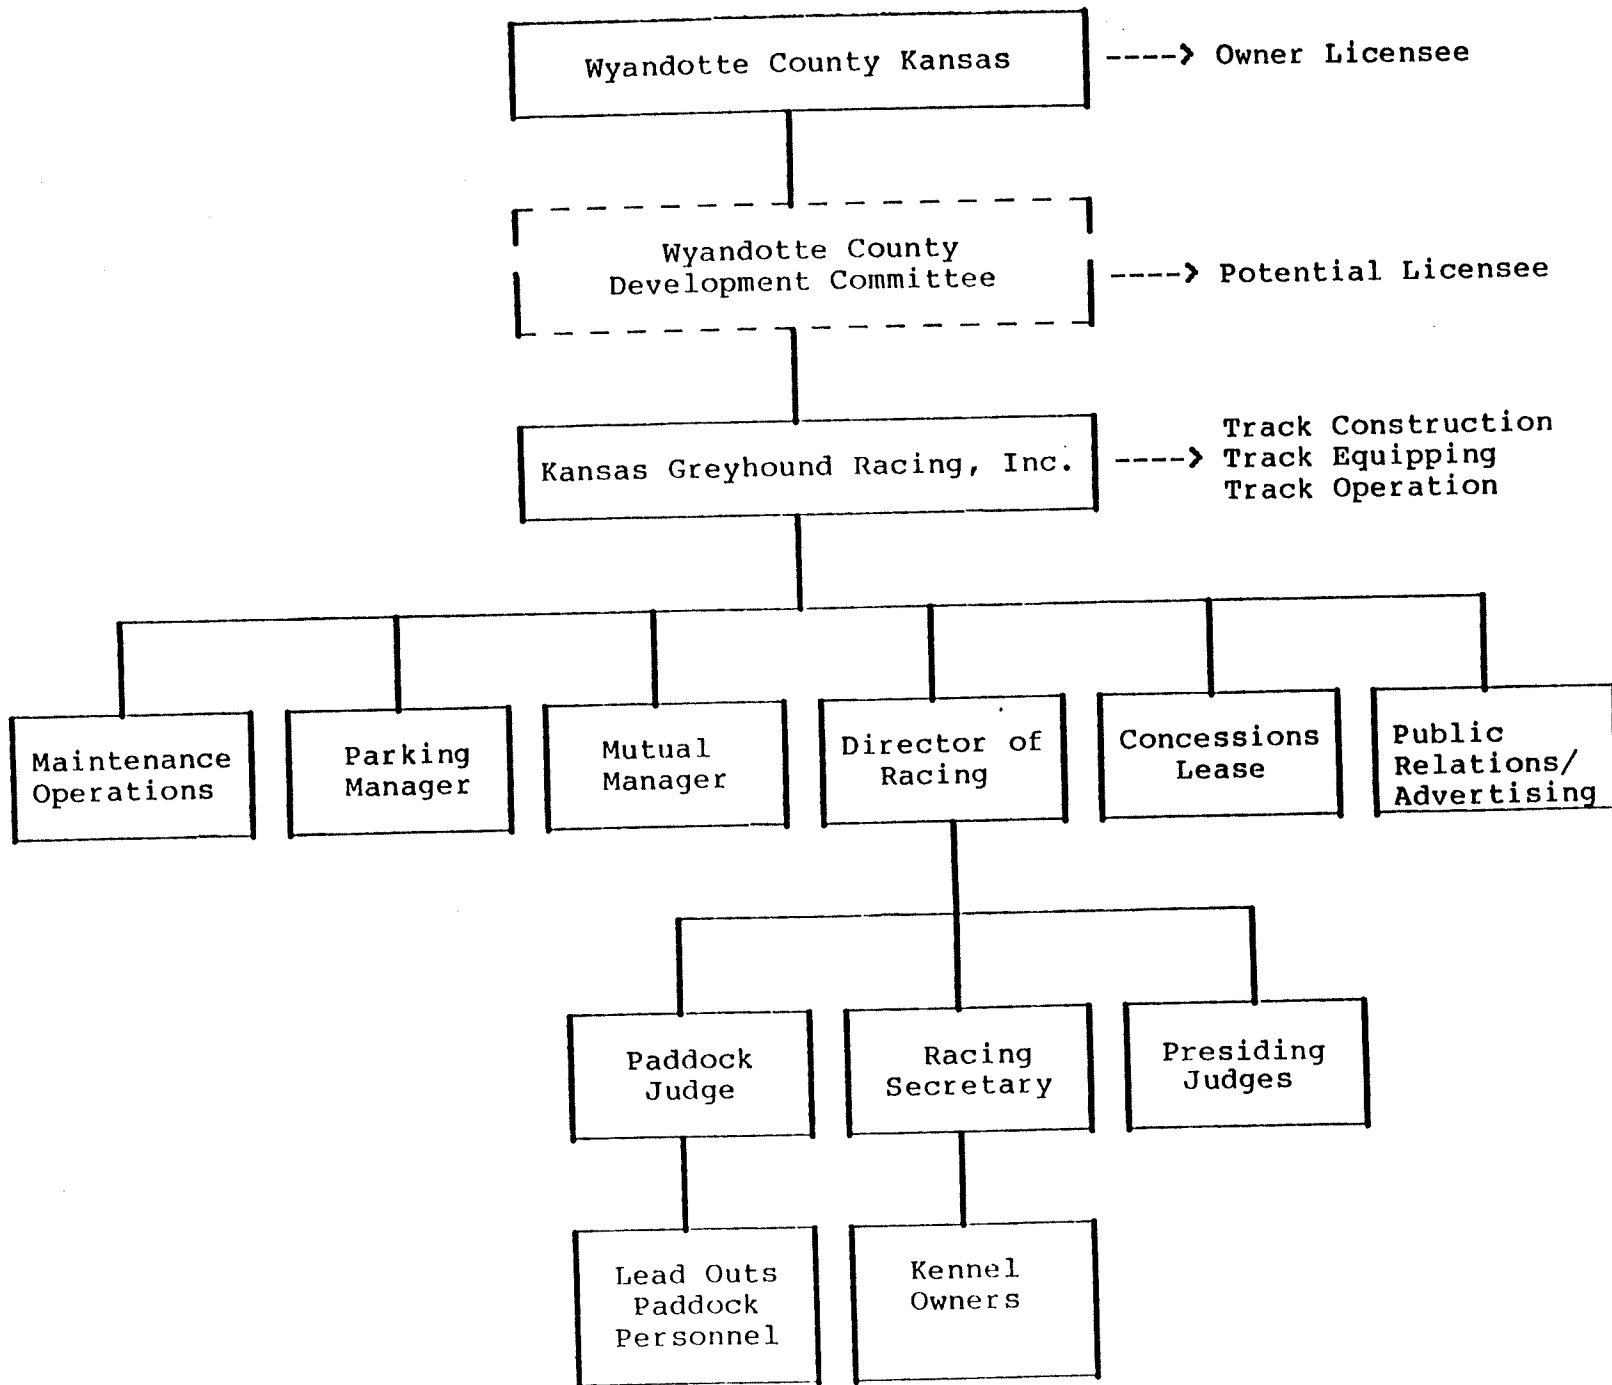 Wyandotte County Kansas ----> Owner Licensee
Wyandotte County
Development Committee
----> Potential Licensee
Kansas Greyhound Racing, Inc.
Track Construction
----> Track Equipping
Track Operation
Maintenance
Operations
Parking
Manager
Mutual
Manager
Director of
Racing
Concessions
Lease
Public
Relations/
Advertising
Paddock
Judge
Racing
Secretary
Presiding
Judges
Lead Outs
Paddock
Personnel
Kennel
Owners